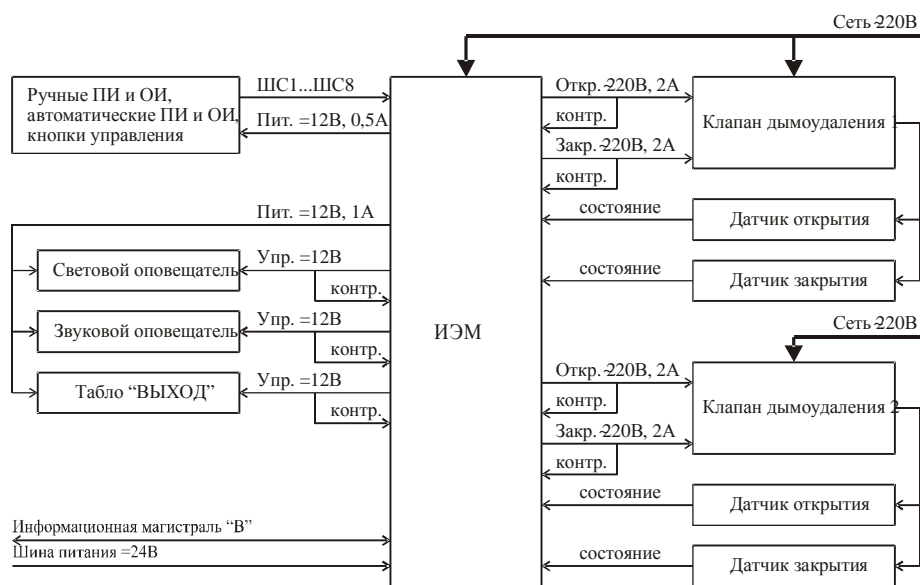 Сеть ~220В
Ручные ПИ и ОИ,
автоматические ПИ и ОИ,
кнопки управления
ШС1...ШС8
Пит. =12В, 0,5А
Откр.~220В, 2А
контр.
Закр.~220В, 2А
контр.
Клапан дымоудаления 1
Пит. =12В, 1А
состояние
Датчик открытия
Световой оповещатель
Упр. =12В
контр.
состояние
Датчик закрытия
Звуковой оповещатель
Упр. =12В
контр.
ИЭМ
Сеть ~220В
Табло “ВЫХОД”
Упр. =12В
контр.
Откр.~220В, 2А
контр.
Закр.~220В, 2А
контр.
Клапан дымоудаления 2
состояние
Датчик открытия
Информационная магистраль “В”
Шина питания =24В
состояние
Датчик закрытия